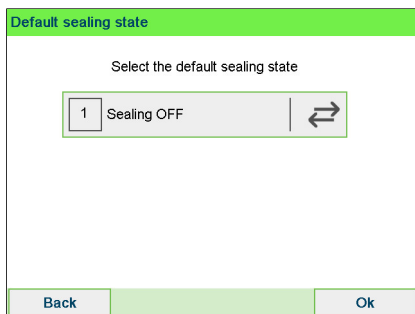 Default sealing state
Select the default sealing state
1 Sealing OFF
Back Ok